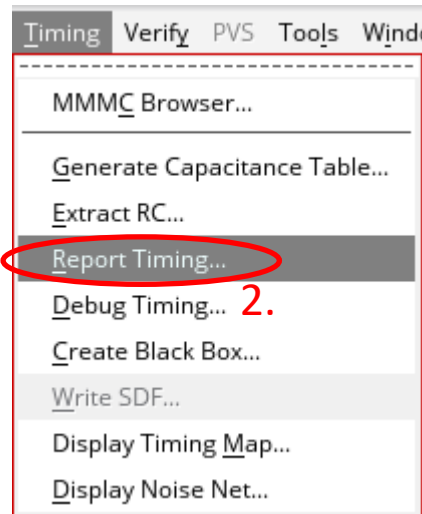 Timing Verify PVS Tools
MMMC Browser...
Generate Capacitance Table...
Extract RC...
Report Timing...
Debug Timing... 2.
Create Black Box...
Write SDF...
Display Timing Map...
Display Noise Net...